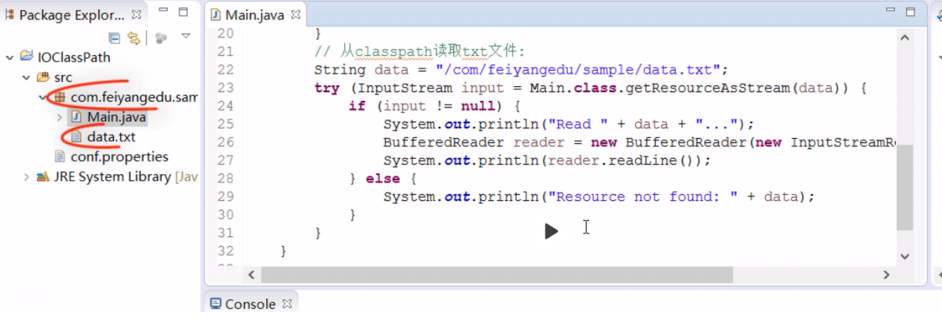 Package Explor...
IOClassPath
src
com.feiyangedu.sam
Main.java
data.txt
conf.properties
JRE System Library [Jav
Main.java
20 }
21 // 从classpath读取txt文件:
22 String data = "/com/feiyangedu/sample/data.txt";
23 try (InputStream input = Main.class.getResourceAsStream(data)) {
24 if (input != null) {
25 System.out.println("Read " + data + "...");
26 BufferedReader reader = new BufferedReader(new InputStreamRe
27 System.out.println(reader.readLine());
28 } else {
29 System.out.println("Resource not found: " + data);
30 }
31 }
32 }
Console